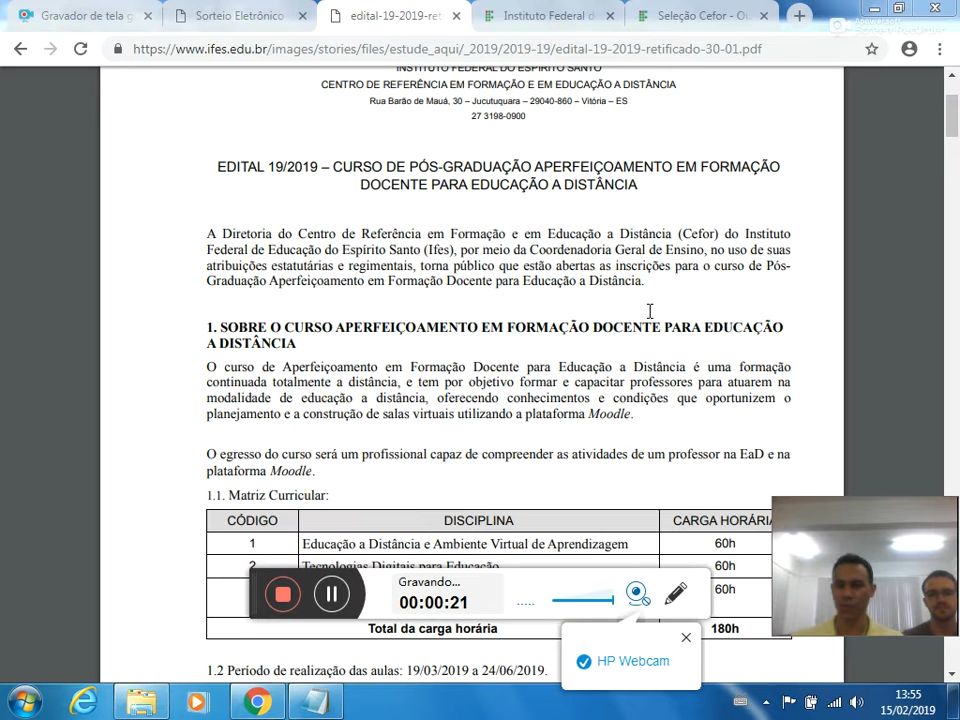 Gravador de tela g
Sorteio Eletrônico
edital-19-2019-reti
Instituto Federal d
Seleção Cefor - Ou
https://www.ifes.edu.br/images/stories/files/estude_aqui/_2019/2019-19/edital-19-2019-retificado-30-01.pdf
INSTITUTO FEDERAL DO ESPÍRITO SANTO
CENTRO DE REFERÊNCIA EM FORMAÇÃO E EM EDUCAÇÃO A DISTÂNCIA
Rua Barão de Mauá, 30 – Jucutuquara – 29040-860 – Vitória – ES
27 3198-0900
EDITAL 19/2019 – CURSO DE PÓS-GRADUAÇÃO APERFEIÇOAMENTO EM FORMAÇÃO
DOCENTE PARA EDUCAÇÃO A DISTÂNCIA
A Diretoria do Centro de Referência em Formação e em Educação a Distância (Cefor) do Instituto
Federal de Educação do Espírito Santo (Ifes), por meio da Coordenadoria Geral de Ensino, no uso de suas
atribuições estatutárias e regimentais, torna público que estão abertas as inscrições para o curso de Pós-
Graduação Aperfeiçoamento em Formação Docente para Educação a Distância.
1. SOBRE O CURSO APERFEIÇOAMENTO EM FORMAÇÃO DOCENTE PARA EDUCAÇÃO
A DISTÂNCIA
O curso de Aperfeiçoamento em Formação Docente para Educação a Distância é uma formação
continuada totalmente a distância, e tem por objetivo formar e capacitar professores para atuarem na
modalidade de educação a distância, oferecendo conhecimentos e condições que oportunizem o
planejamento e a construção de salas virtuais utilizando a plataforma Moodle.
O egresso do curso será um profissional capaz de compreender as atividades de um professor na EaD e na
plataforma Moodle.
1.1. Matriz Curricular:
CÓDIGO DISCIPLINA CARGA HORÁRIA
1 Educação a Distância e Ambiente Virtual de Aprendizagem 60h
2 Tecnologias Digitais para Educação 60h
60h
Total da carga horária 180h
Gravando...
00:00:21
HP Webcam
1.2 Período de realização das aulas: 19/03/2019 a 24/06/2019.
13:55
15/02/2019